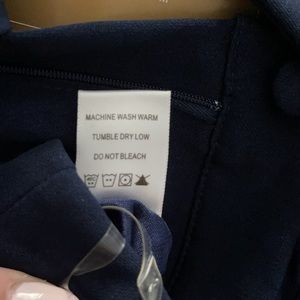 MACHINE WASH WARM
TUMBLE DRY LOW
DO NOT BLEACH